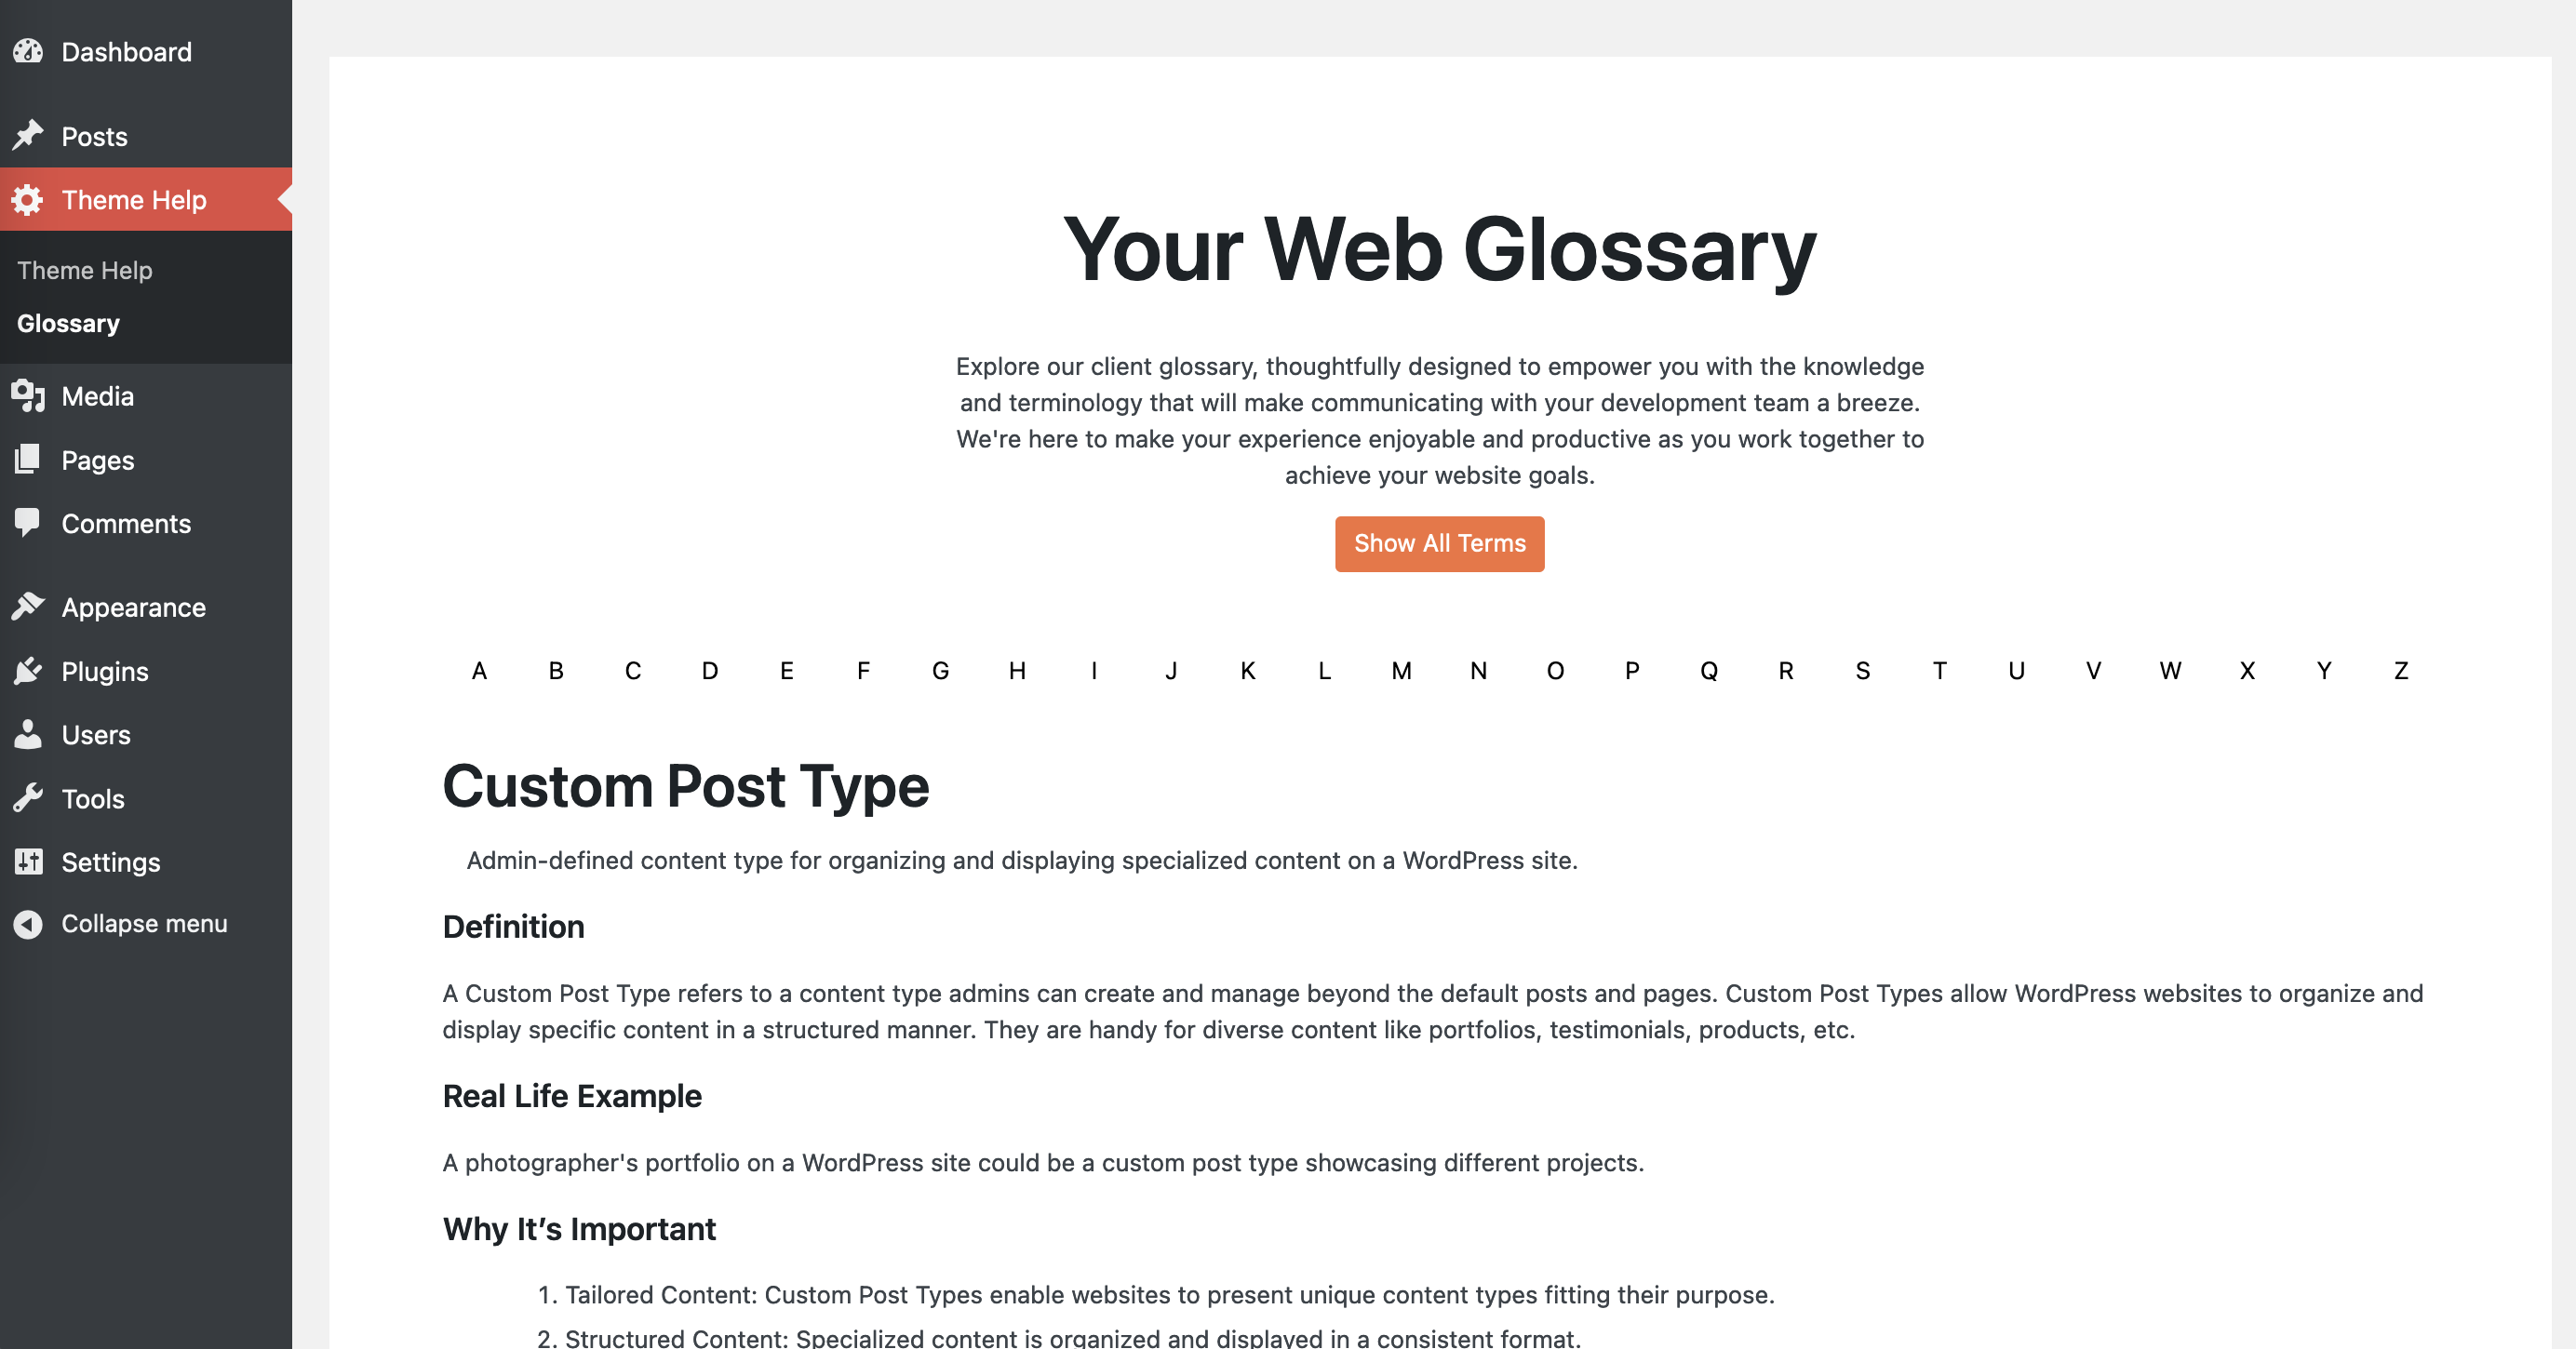 Dashboard
Posts
Theme Help
Theme Help
Glossary
Media
Pages
Comments
Appearance
Plugins
Users
Tools
Settings
Collapse menu
Your Web Glossary
Explore our client glossary, thoughtfully designed to empower you with the knowledge
and terminology that will make communicating with your development team a breeze.
We're here to make your experience enjoyable and productive as you work together to
achieve your website goals.
Show All Terms
A B C D E F G H I J K L M N O P Q R S T U V W X Y Z
Custom Post Type
Admin-defined content type for organizing and displaying specialized content on a WordPress site.
Definition
A Custom Post Type refers to a content type admins can create and manage beyond the default posts and pages. Custom Post Types allow WordPress websites to organize and
display specific content in a structured manner. They are handy for diverse content like portfolios, testimonials, products, etc.
Real Life Example
A photographer's portfolio on a WordPress site could be a custom post type showcasing different projects.
Why It’s Important
1. Tailored Content: Custom Post Types enable websites to present unique content types fitting their purpose.
2. Structured Content: Specialized content is organized and displayed in a consistent format.